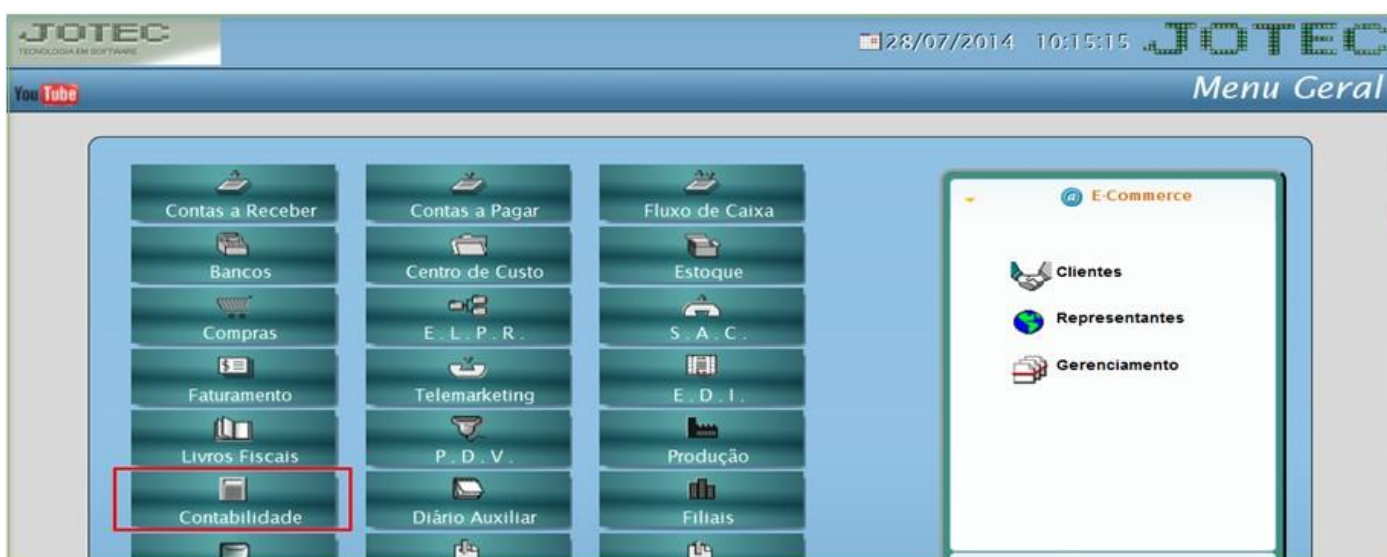 JOTEC
TECNOLOGIA EM SOFTWARE
28/07/2014 10:15:15 JOTEC
You Tube
Menu Geral
Contas a Receber
Contas a Pagar
Fluxo de Caixa
Bancos
Centro de Custo
Estoque
Compras
E.L.P.R.
S.A.C.
Faturamento
Telemarketing
E.D.I.
Livros Fiscais
P.D.V.
Produção
Contabilidade
Diário Auxiliar
Filiais
E-Commerce
Clientes
Representantes
Gerenciamento